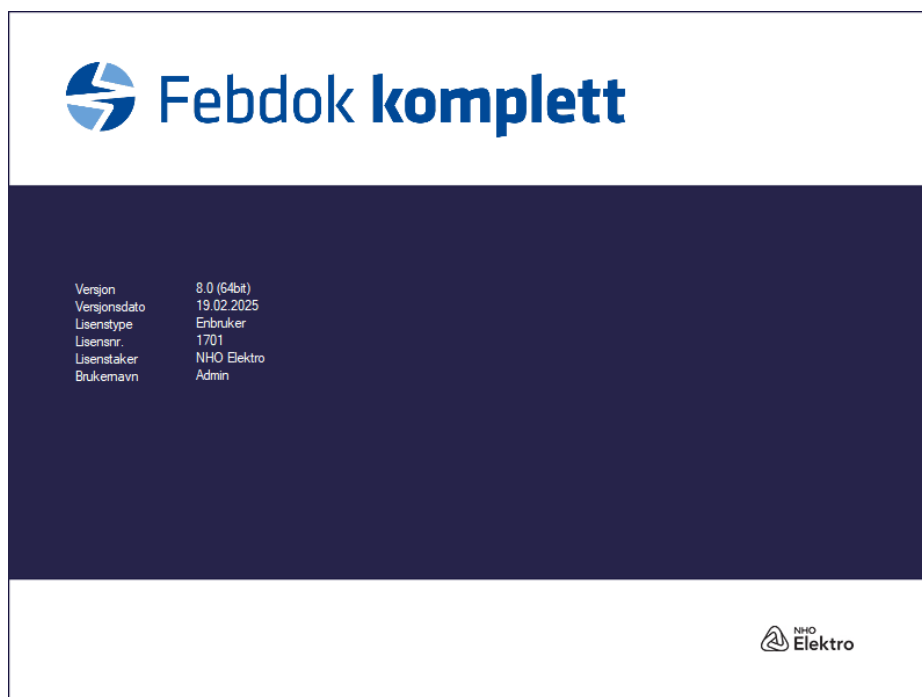 Febdok komplett
Versjon 8.0 (64bit)
Versjonsdato 19.02.2025
Lisenstype Enbruker
Lisensnr. 1701
Lisenstaker NHO Elektro
Brukernavn Admin
NHO
Elektro